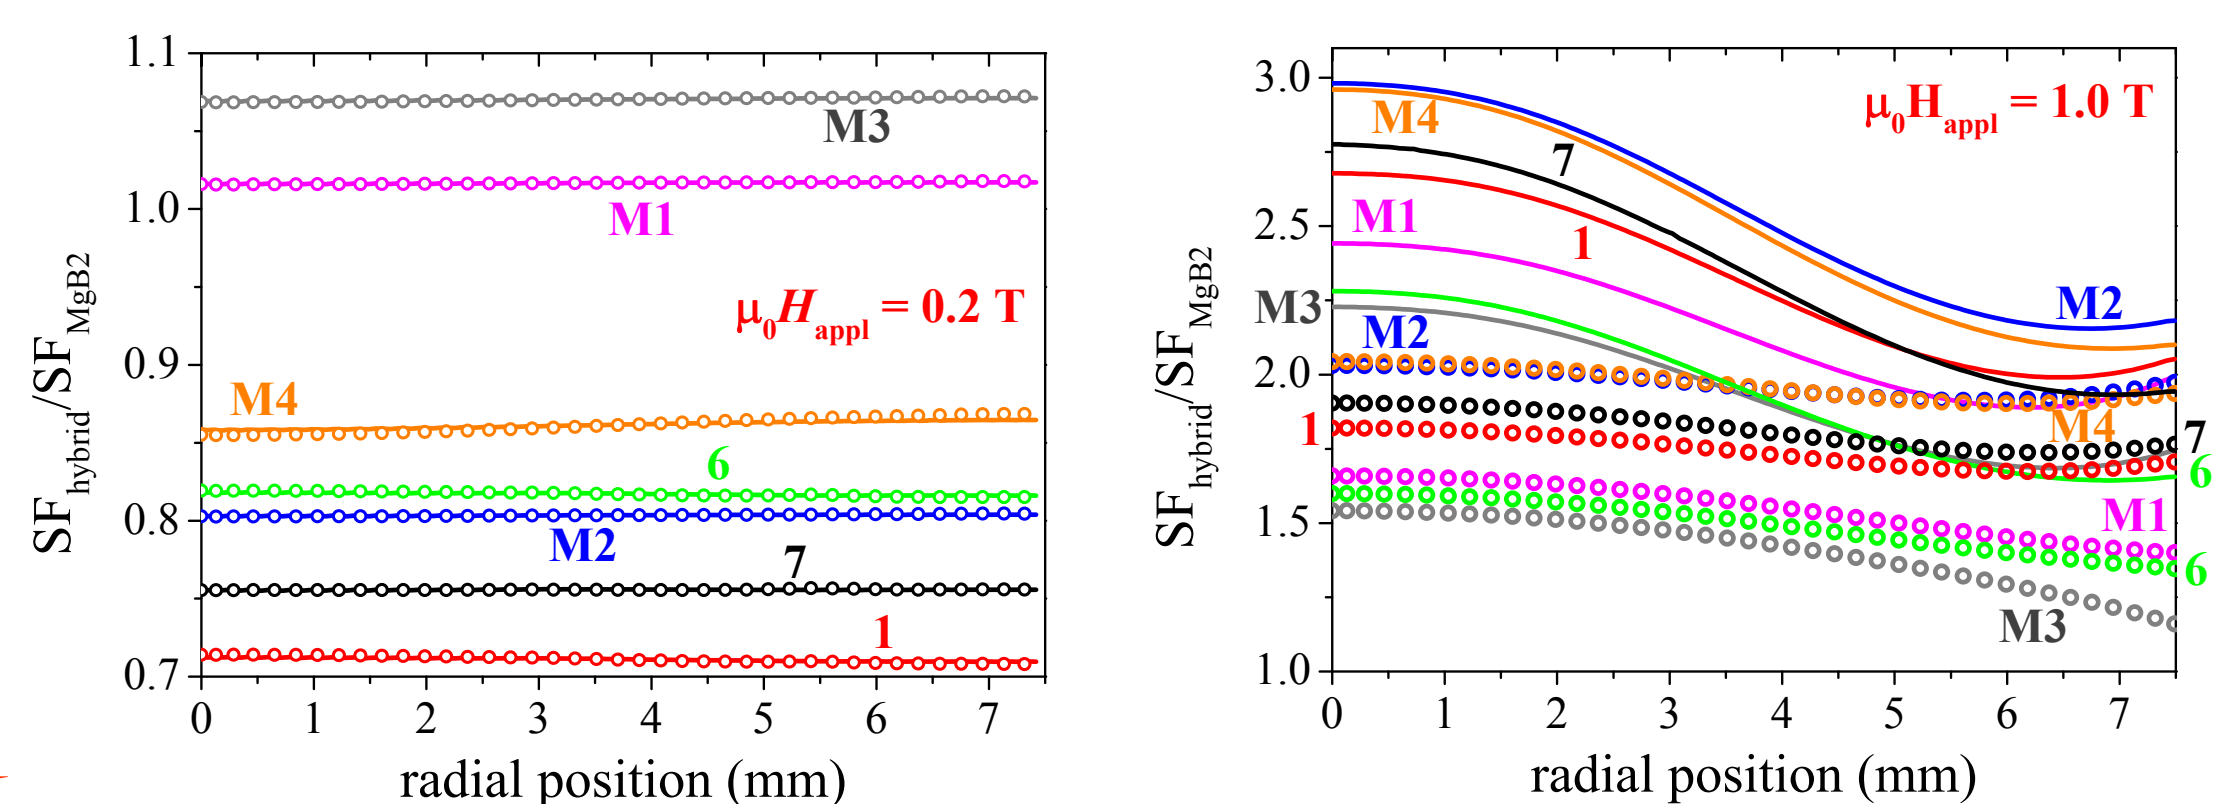 1.1
1.0
0.9
0.8
0.7
SFhybrid/SFMgB2
M3
M1
μ0Happl = 0.2 T
M4
6
M2
7
1
0 1 2 3 4 5 6 7
radial position (mm)
3.0
2.5
2.0
1.5
1.0
SFhybrid/SFMgB2
μ0Happl = 1.0 T
M4
7
M1
1
M3
M2
M2
1
M4
7
6
M1
6
M3
0 1 2 3 4 5 6 7
radial position (mm)